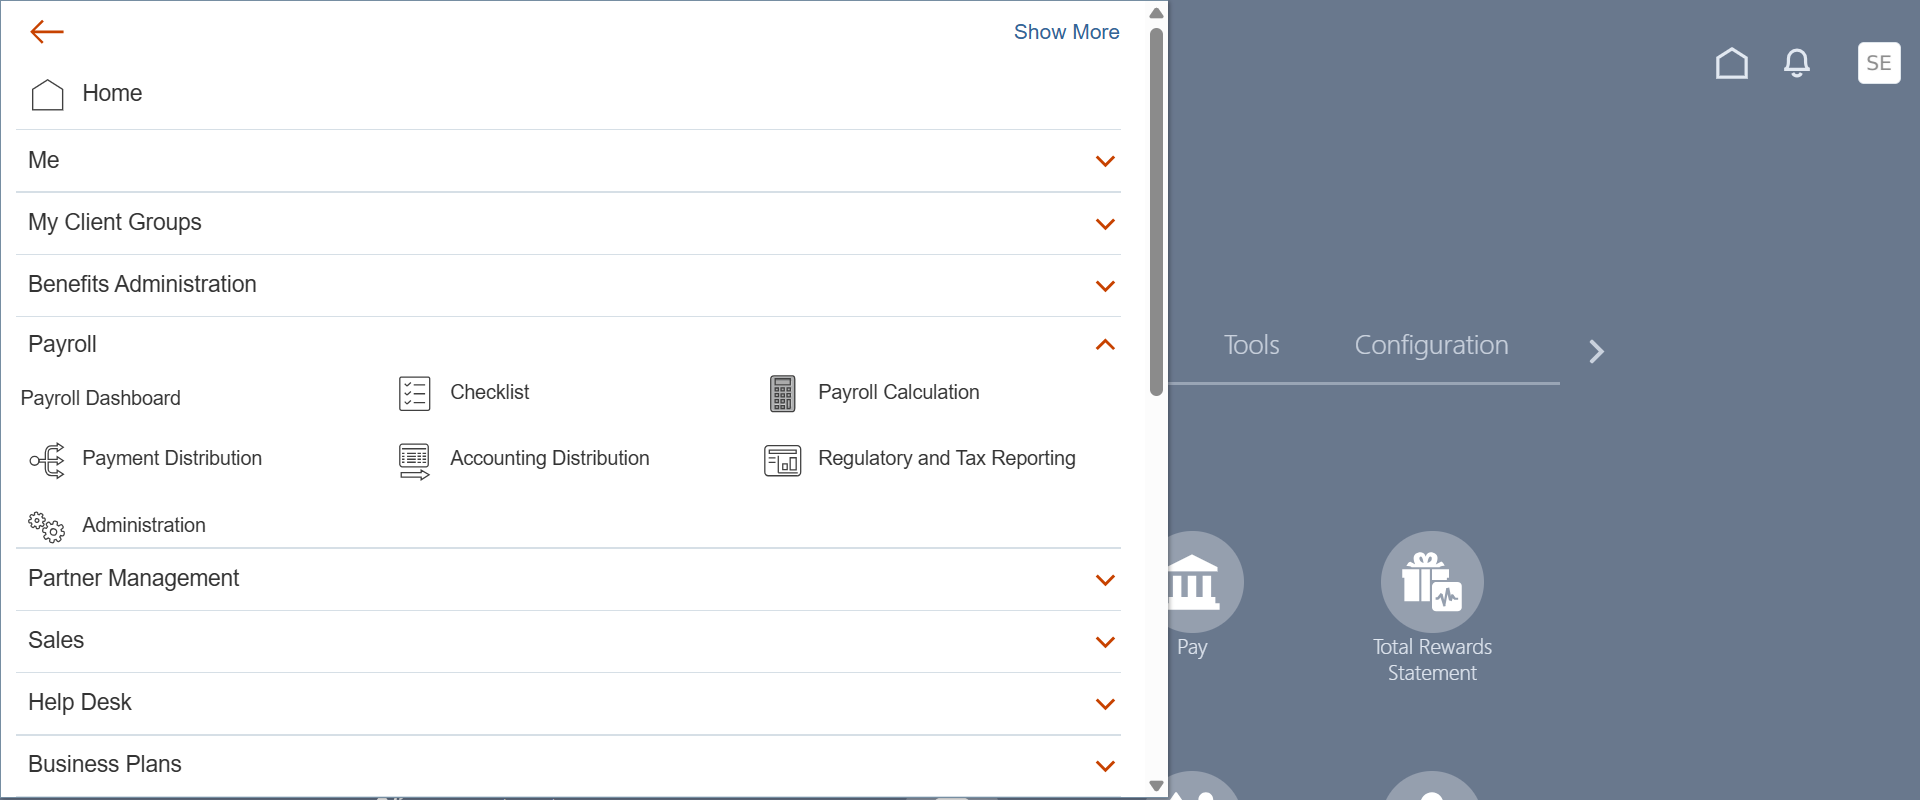 Show More
Home
Me
My Client Groups
Benefits Administration
Payroll
Payroll Dashboard
Checklist
Payroll Calculation
Payment Distribution
Accounting Distribution
Regulatory and Tax Reporting
Administration
Partner Management
Sales
Help Desk
Business Plans
SE
Tools
Configuration
Pay
Total Rewards
Statement